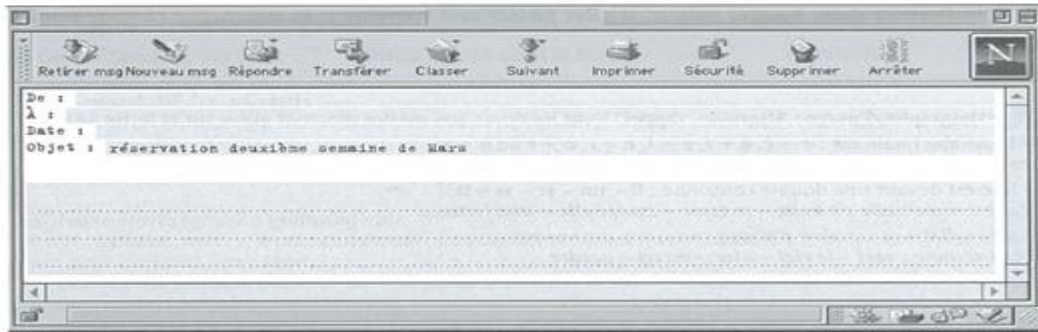 Retirer msg Nouveau msg Répondre Transférer Classer Suivant Imprimer Sécurité Supprimer Arrêter N
De :
À :
Date :
Objet : réservation deuxième semaine de Mars